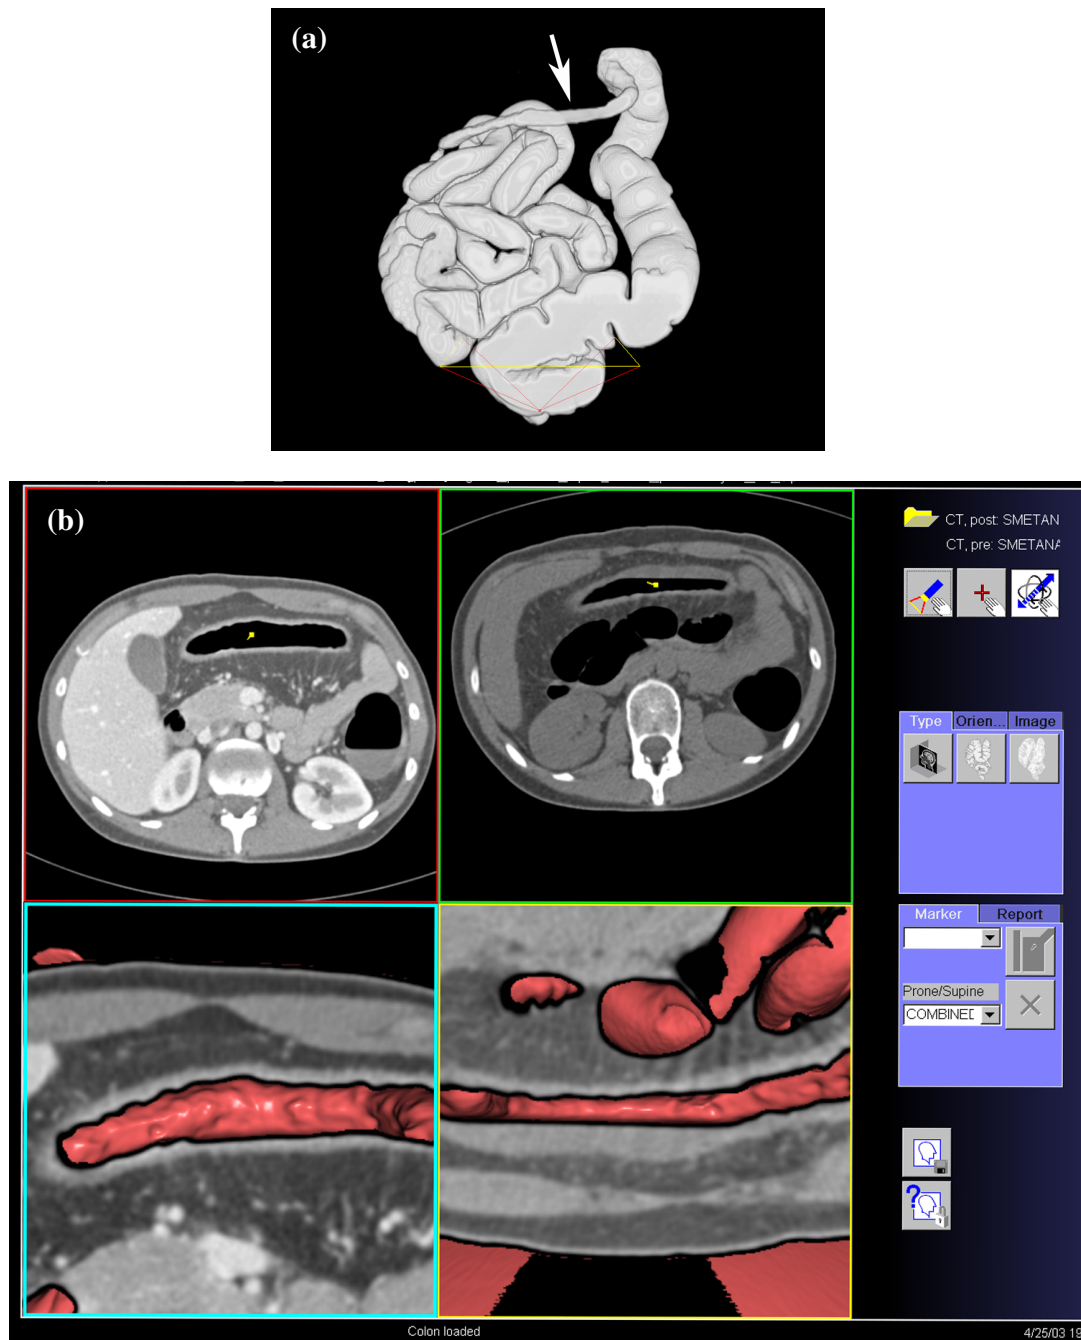 (a)
(b)
CT, post: SMETAN
CT, pre: SMETANA
Type Orien... Image
Marker Report
Prone/Supine
COMBINED
Colon loaded
4/25/03 19